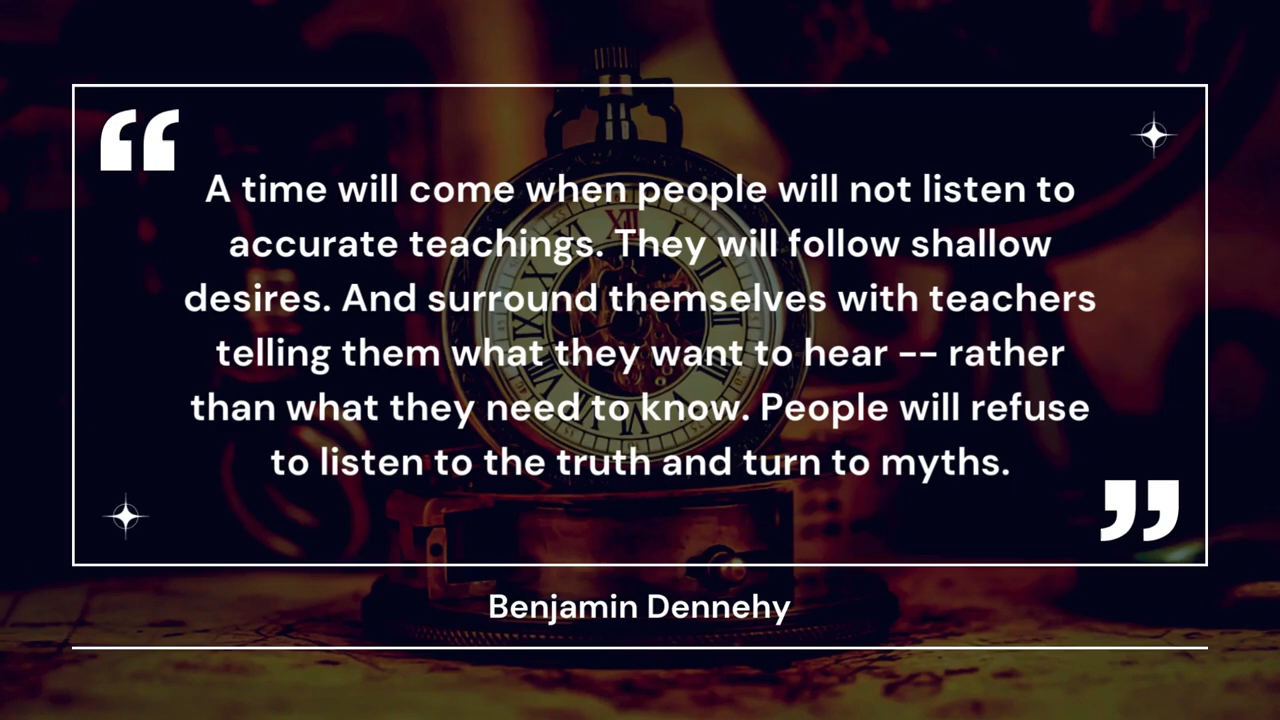 “
A time will come when people will not listen to
accurate teachings. They will follow shallow
desires. And surround themselves with teachers
telling them what they want to hear -- rather
than what they need to know. People will refuse
to listen to the truth and turn to myths.
”
Benjamin Dennehy
XII